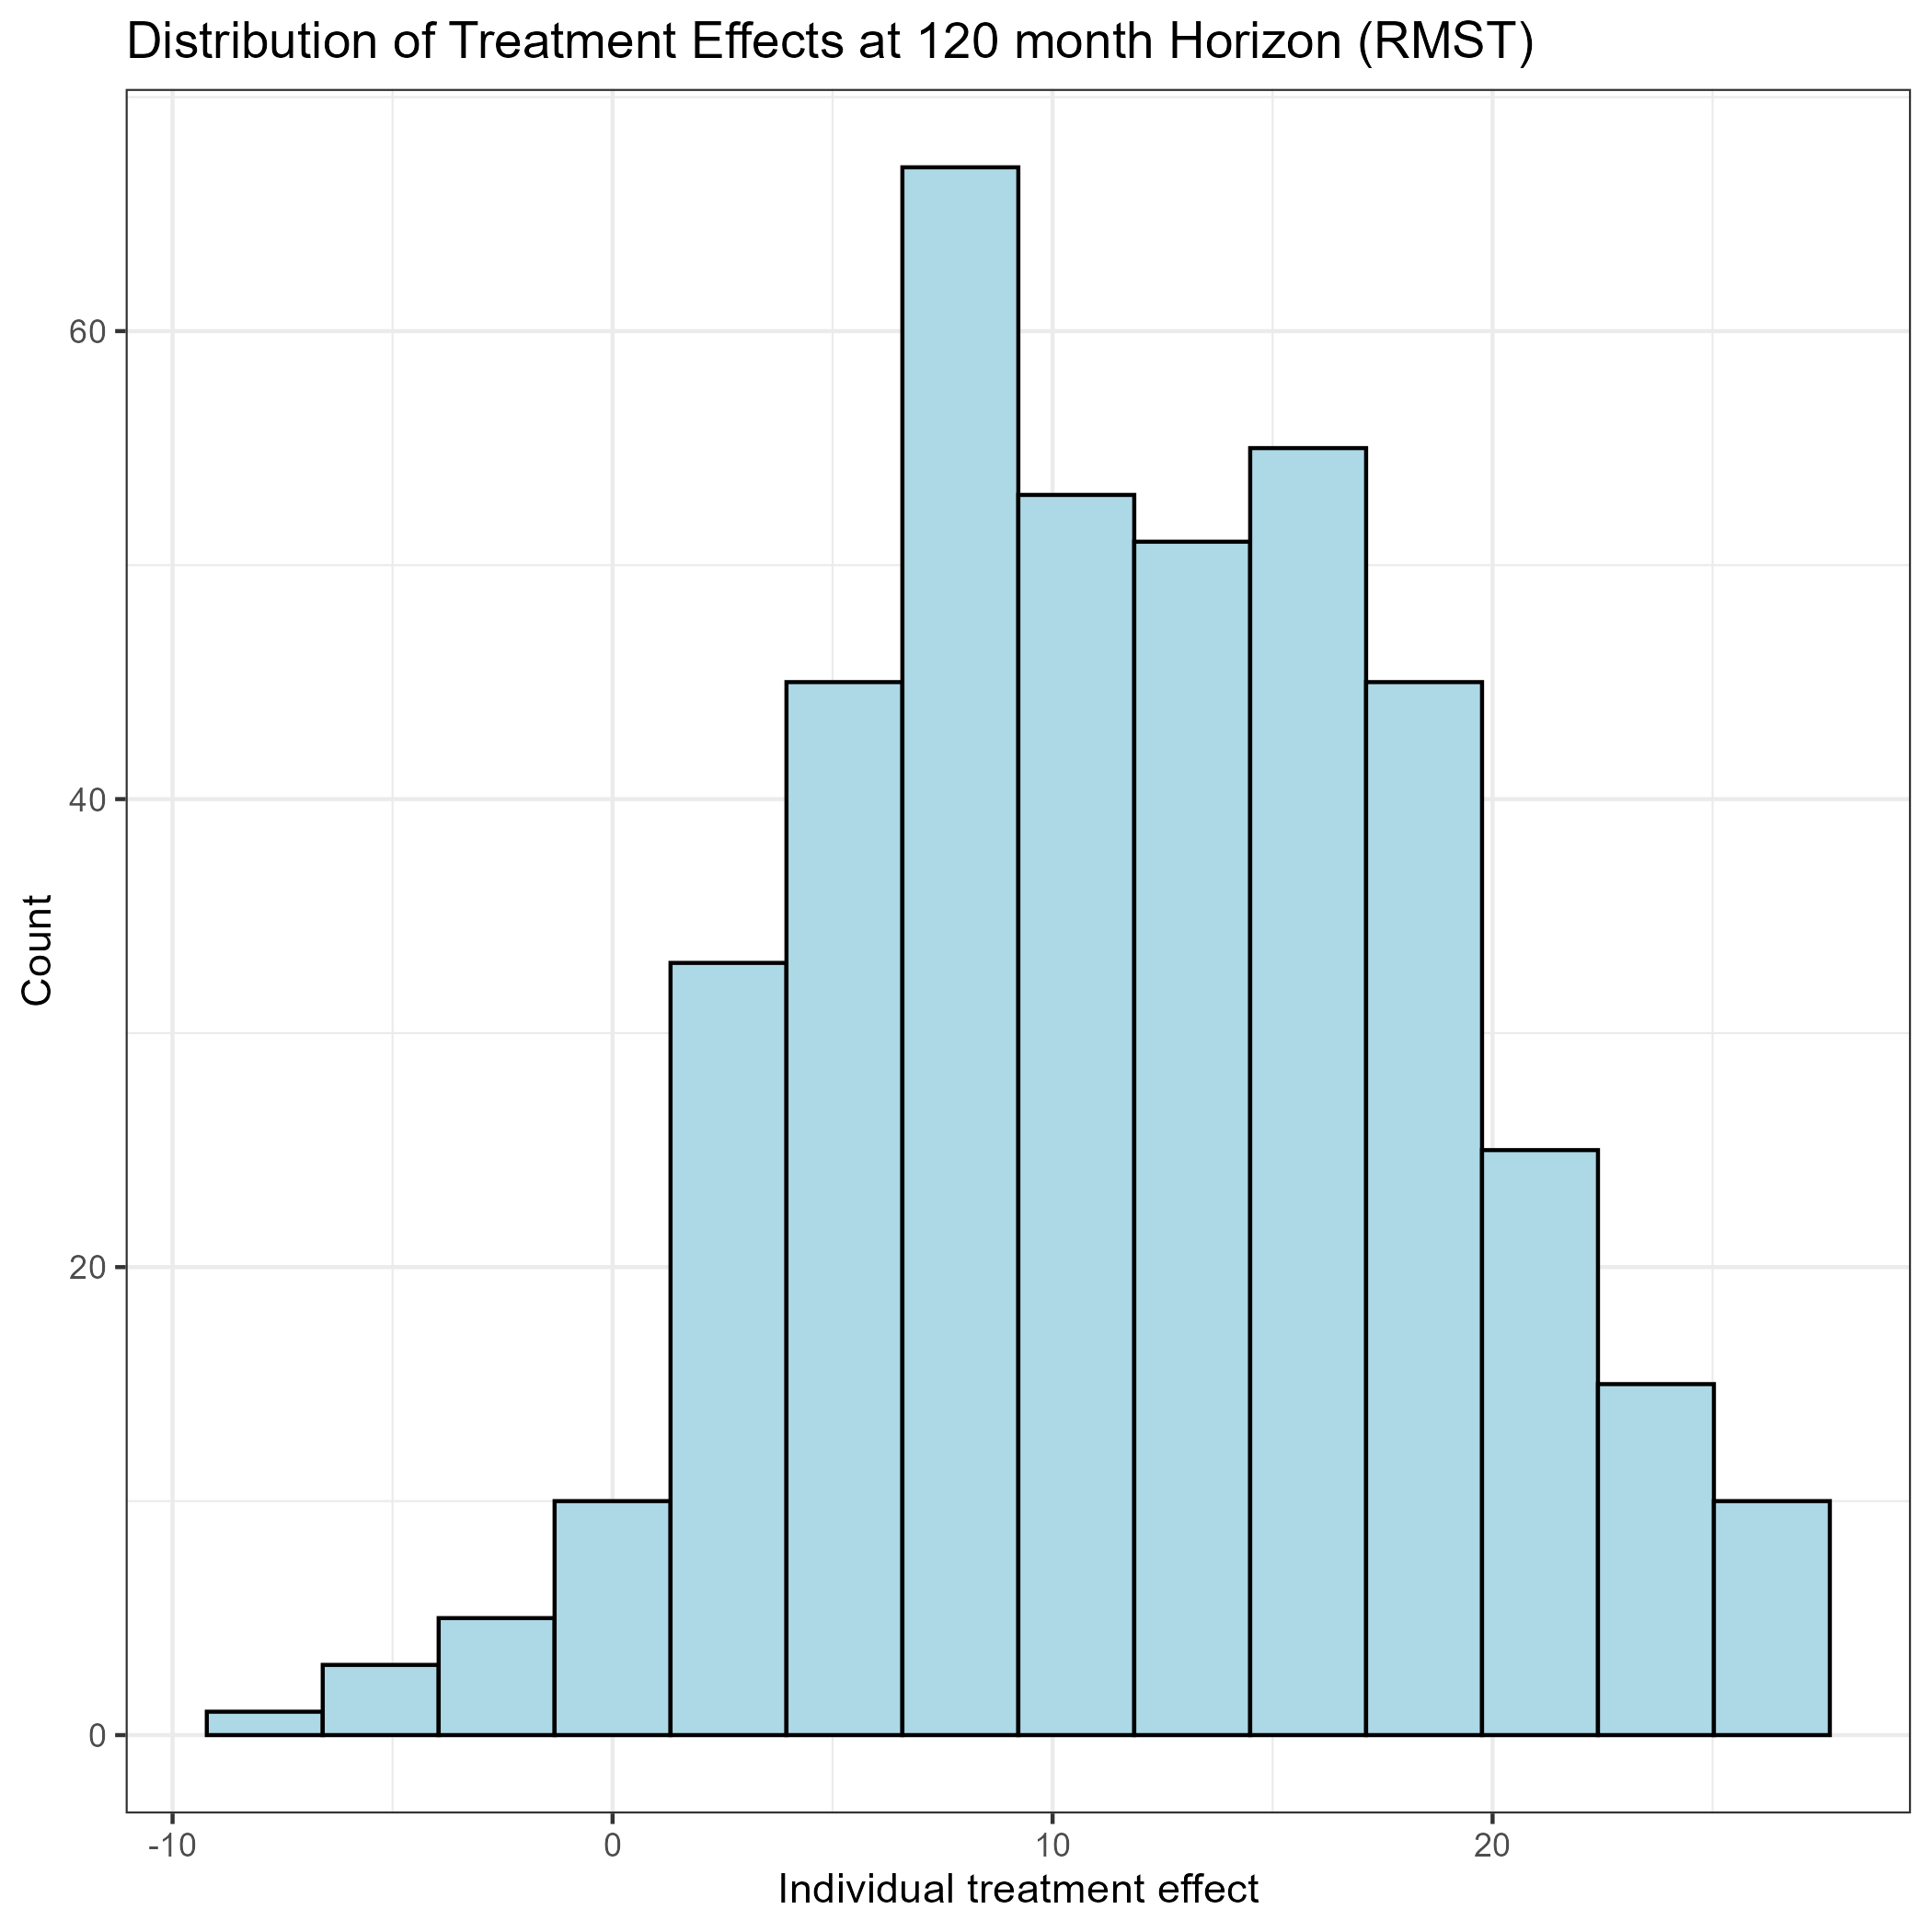 Distribution of Treatment Effects at 120 month Horizon (RMST)
60
40
20
0
Count
-10 0 10 20
Individual treatment effect